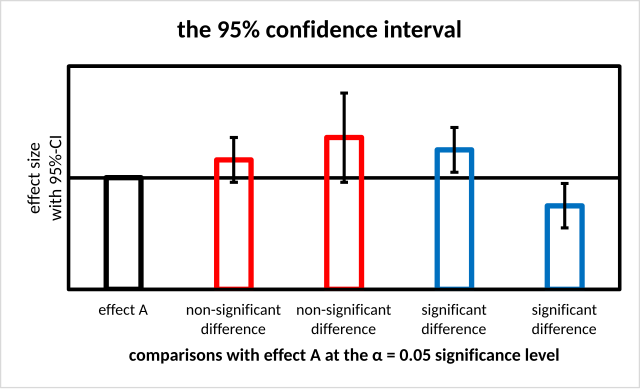 the 95% confidence interval
effect size
with 95%-CI
effect A
non-significant
difference
non-significant
difference
significant
difference
significant
difference
comparisons with effect A at the α = 0.05 significance level